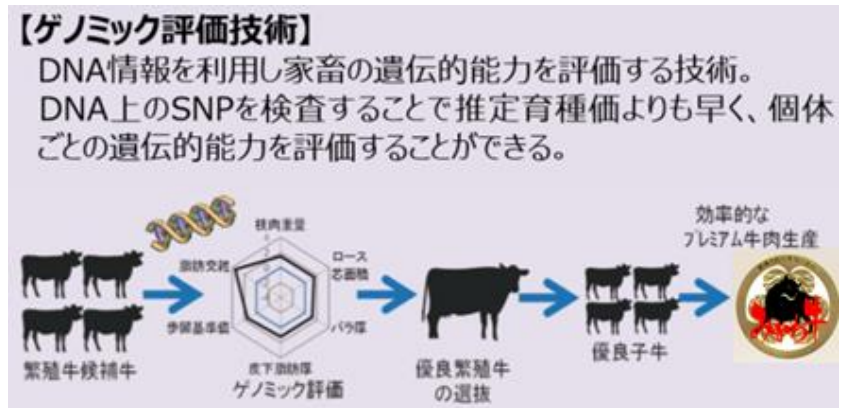 【ゲノミック評価技術】
DNA情報を利用し家畜の遺伝的能力を評価する技術。
DNA上のSNPを検査することで推定育種価よりも早く、個体
ごとの遺伝的能力を評価することができる。
効率的な
プレミアム牛肉生産
枝肉重量
ロース
芯面積
バラ厚
皮下脂肪厚
歩留基準値
脂肪交雑
繁殖牛候補牛
ゲノミック評価
優良繁殖牛
の選抜
優良子牛